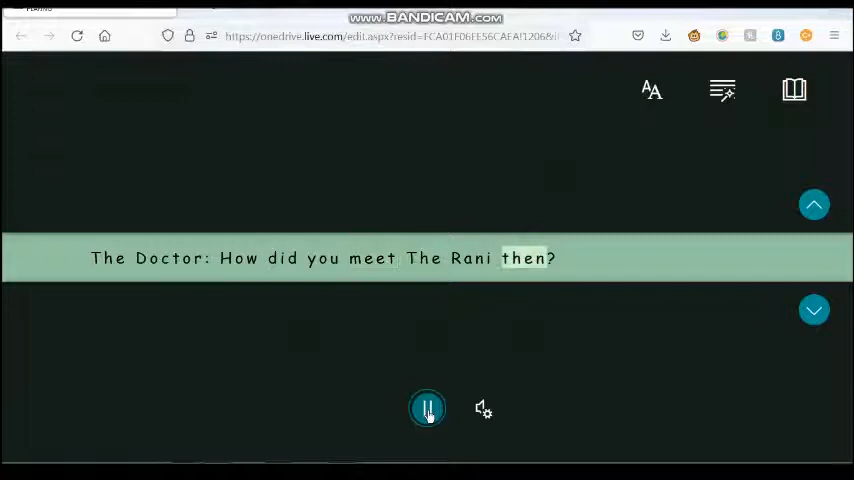 www.BANDICAM.com
https://onedrive.live.com/edit.aspx?resid=FCA01F06FE56CAEA!1206&i
AA
The Doctor: How did you meet The Rani then?